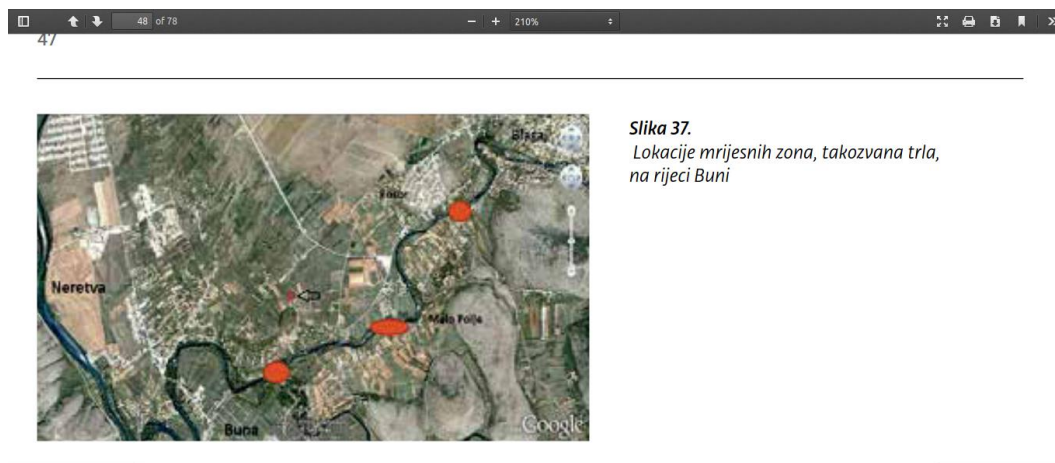 48 of 78
210%
47
Slika 37.
Lokacije mrijesnih zona, takozvana trla,
na rijeci Buni
Neretva
Malo Polje
Buna
Google